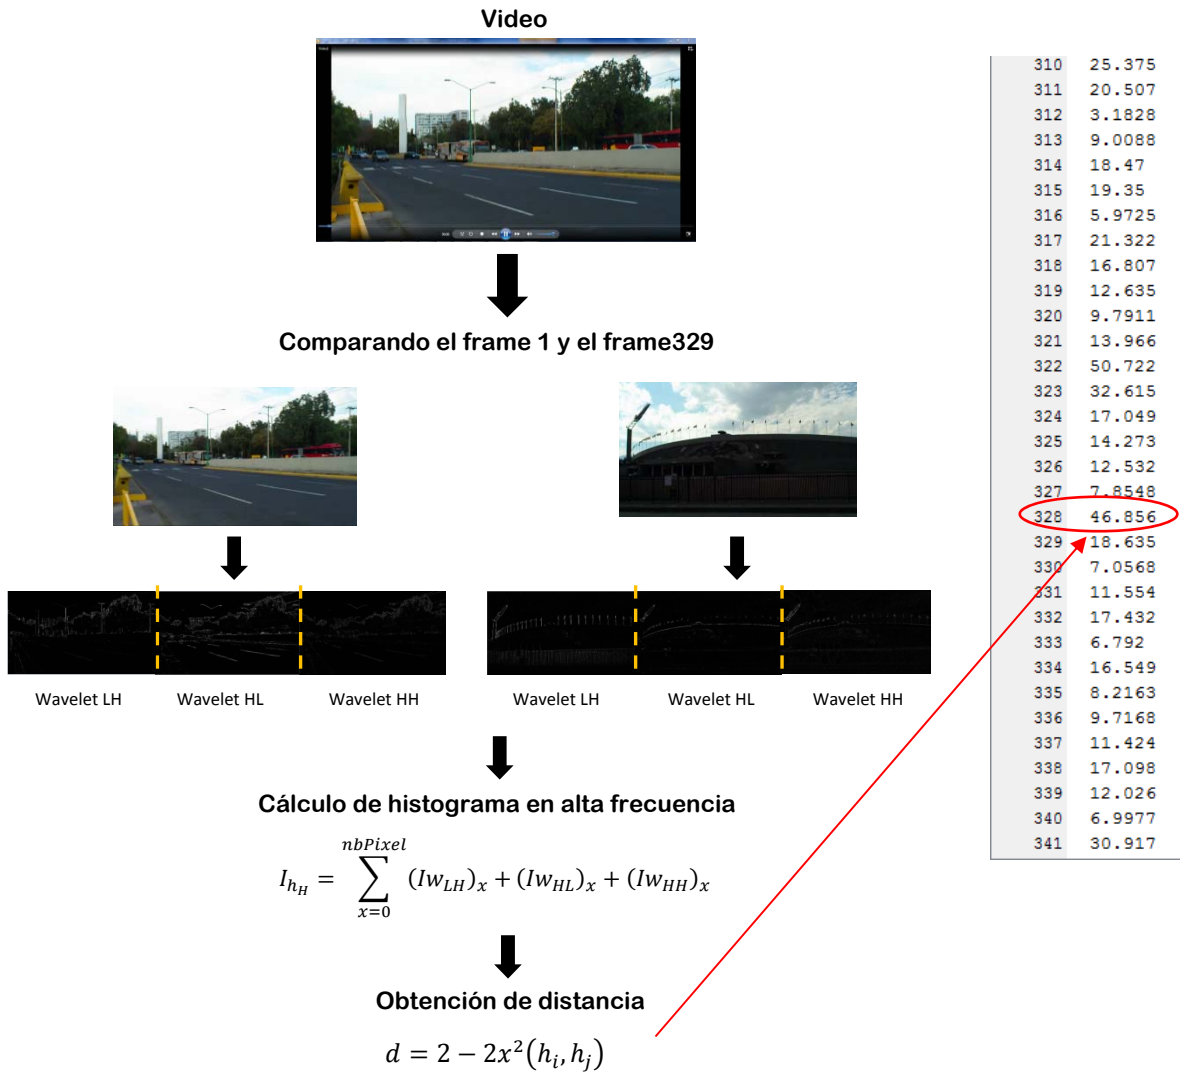 Video
Comparando el frame 1 y el frame329
Wavelet LH
Wavelet HL
Wavelet HH
Wavelet LH
Wavelet HL
Wavelet HH
Cálculo de histograma en alta frecuencia
nbPixel
I_{h_H} = ∑ (Iw_{LH})_x + (Iw_{HL})_x + (Iw_{HH})_x
x=0
Obtención de distancia
d = 2 − 2x²(h_i, h_j)
310 25.375
311 20.507
312 3.1828
313 9.0088
314 18.47
315 19.35
316 5.9725
317 21.322
318 16.807
319 12.635
320 9.7911
321 13.966
322 50.722
323 32.615
324 17.049
325 14.273
326 12.532
327 7.8548
328 46.856
329 18.635
330 7.0568
331 11.554
332 17.432
333 6.792
334 16.549
335 8.2163
336 9.7168
337 11.424
338 17.098
339 12.026
340 6.9977
341 30.917